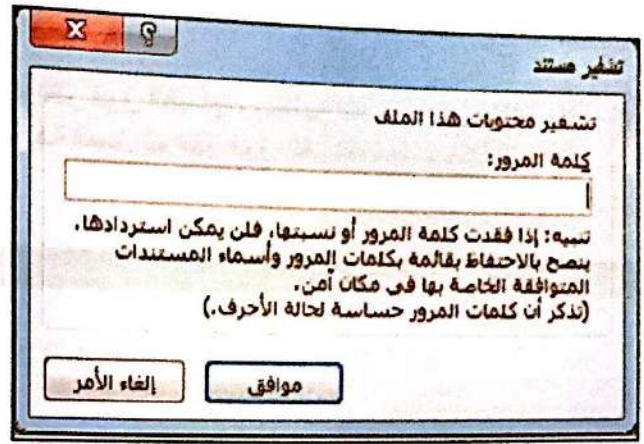 تشفير مستند
تشفير محتويات هذا الملف
كلمة المرور:
تنبيه: إذا فقدت كلمة المرور أو نسيتها، فلن يمكن استردادها.
ينصح بالاحتفاظ بقائمة بكلمات المرور وأسماء المستندات
المتوافقة الخاصة بها في مكان آمن.
(تذكر أن كلمات المرور حساسة لحالة الأحرف.)
موافق إلغاء الأمر